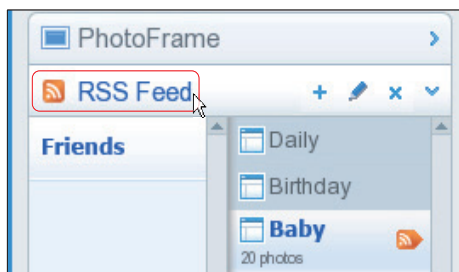 PhotoFrame
RSS Feed
Friends
Daily
Birthday
Baby
20 photos